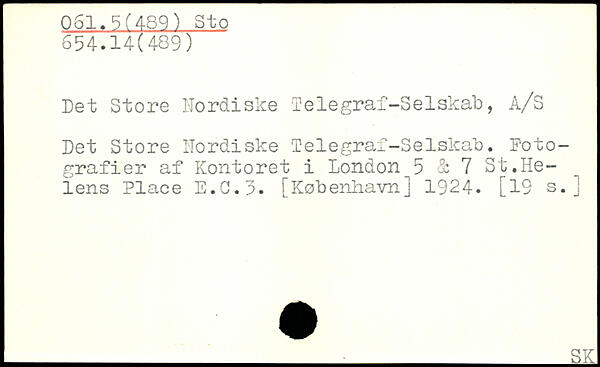 061.5(489) Sto
654.14(489)
Det Store Nordiske Telegraf-Selskab, A/S
Det Store Nordiske Telegraf-Selskab. Foto-
grafier af Kontoret i London 5 & 7 St.He-
lens Place E.C.3. [København] 1924. [19 s.]
SK